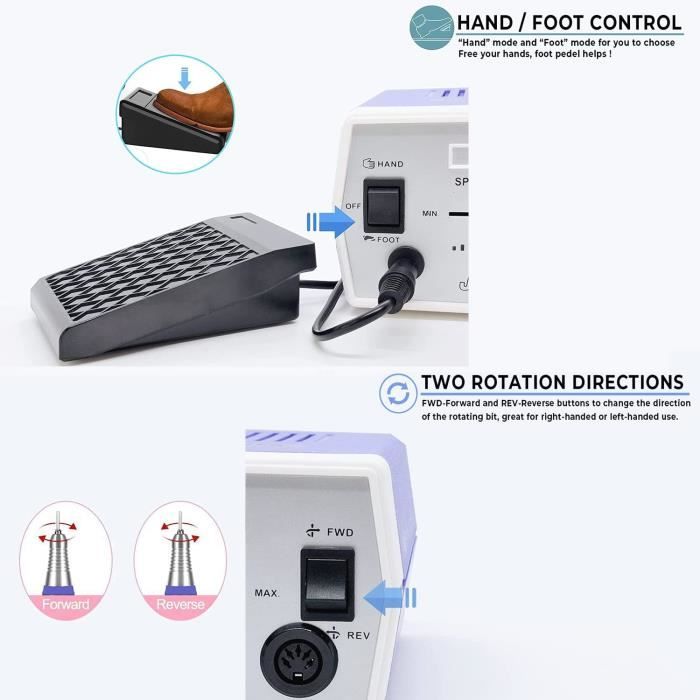 HAND / FOOT CONTROL
“Hand” mode and “Foot” mode for you to choose
Free your hands, foot pedel helps !
HAND
OFF
FOOT
SP
MIN
TWO ROTATION DIRECTIONS
FWD-Forward and REV-Reverse buttons to change the direction
of the rotating bit, great for right-handed or left-handed use.
FWD
MAX.
REV
Forward
Reverse